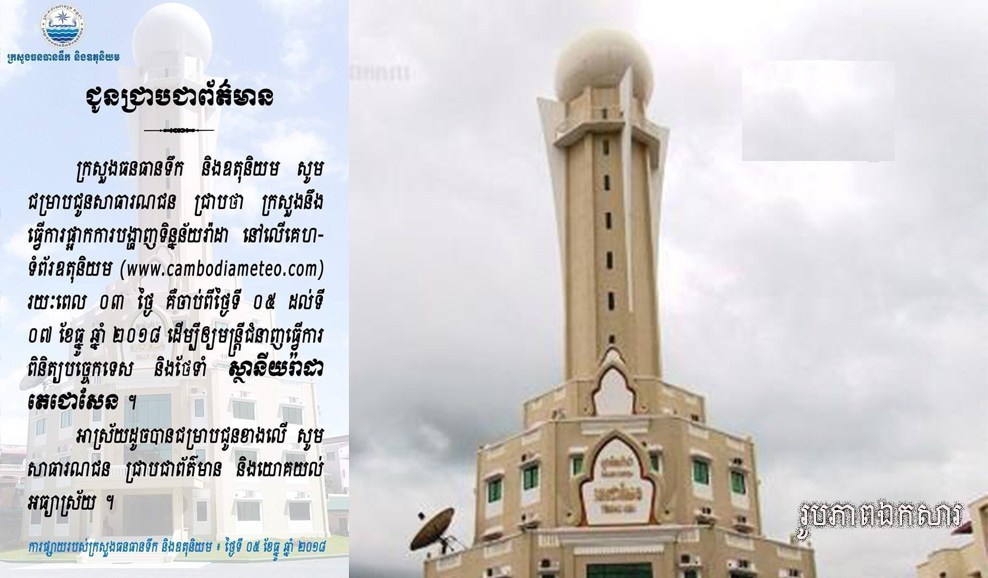 ក្រសួងធនធានទឹក និងឧតុនិយម
ជូនជ្រាបជាព័ត៌មាន
ក្រសួងធនធានទឹក និងឧតុនិយម សូម
ជម្រាបជូនសាធារណជន ជ្រាបថា ក្រសួងនឹង
ធ្វើការផ្អាកការបង្ហាញទិន្នន័យរ៉ាដា នៅលើគេហ-
ទំព័រឧតុនិយម (www.cambodiameteo.com)
រយៈពេល ០៣ ថ្ងៃ គឺចាប់ពីថ្ងៃទី ០៥ ដល់ទី
០៧ ខែធ្នូ ឆ្នាំ ២០១៨ ដើម្បីឲ្យមន្ត្រីជំនាញធ្វើការ
ពិនិត្យបច្ចេកទេស និងថែទាំ ស្ថានីយរ៉ាដា
តេជោសែន ។
អាស្រ័យដូចបានជម្រាបជូនខាងលើ សូម
សាធារណជន ជ្រាបជាព័ត៌មាន និងយោគយល់
អធ្យាស្រ័យ ។
ការផ្សាយរបស់ក្រសួងធនធានទឹក និងឧតុនិយម ៖ ថ្ងៃទី ០៥ ខែធ្នូ ឆ្នាំ ២០១៨
រូបភាពឯកសារ